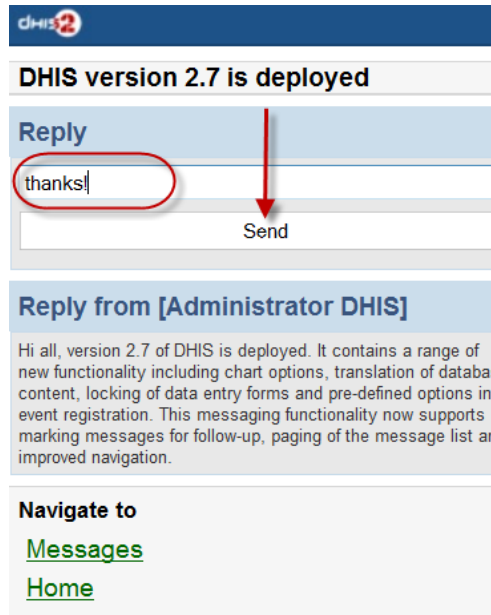 dHIS2
DHIS version 2.7 is deployed
Reply
thanks!
Send
Reply from [Administrator DHIS]
Hi all, version 2.7 of DHIS is deployed. It contains a range of
new functionality including chart options, translation of databa
content, locking of data entry forms and pre-defined options in
event registration. This messaging functionality now supports
marking messages for follow-up, paging of the message list ar
improved navigation.
Navigate to
Messages
Home